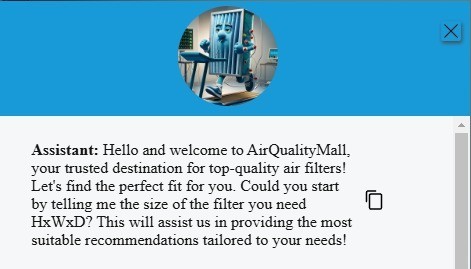 Assistant: Hello and welcome to AirQualityMall,
your trusted destination for top-quality air filters!
Let's find the perfect fit for you. Could you start
by telling me the size of the filter you need
HxWxD? This will assist us in providing the most
suitable recommendations tailored to your needs!